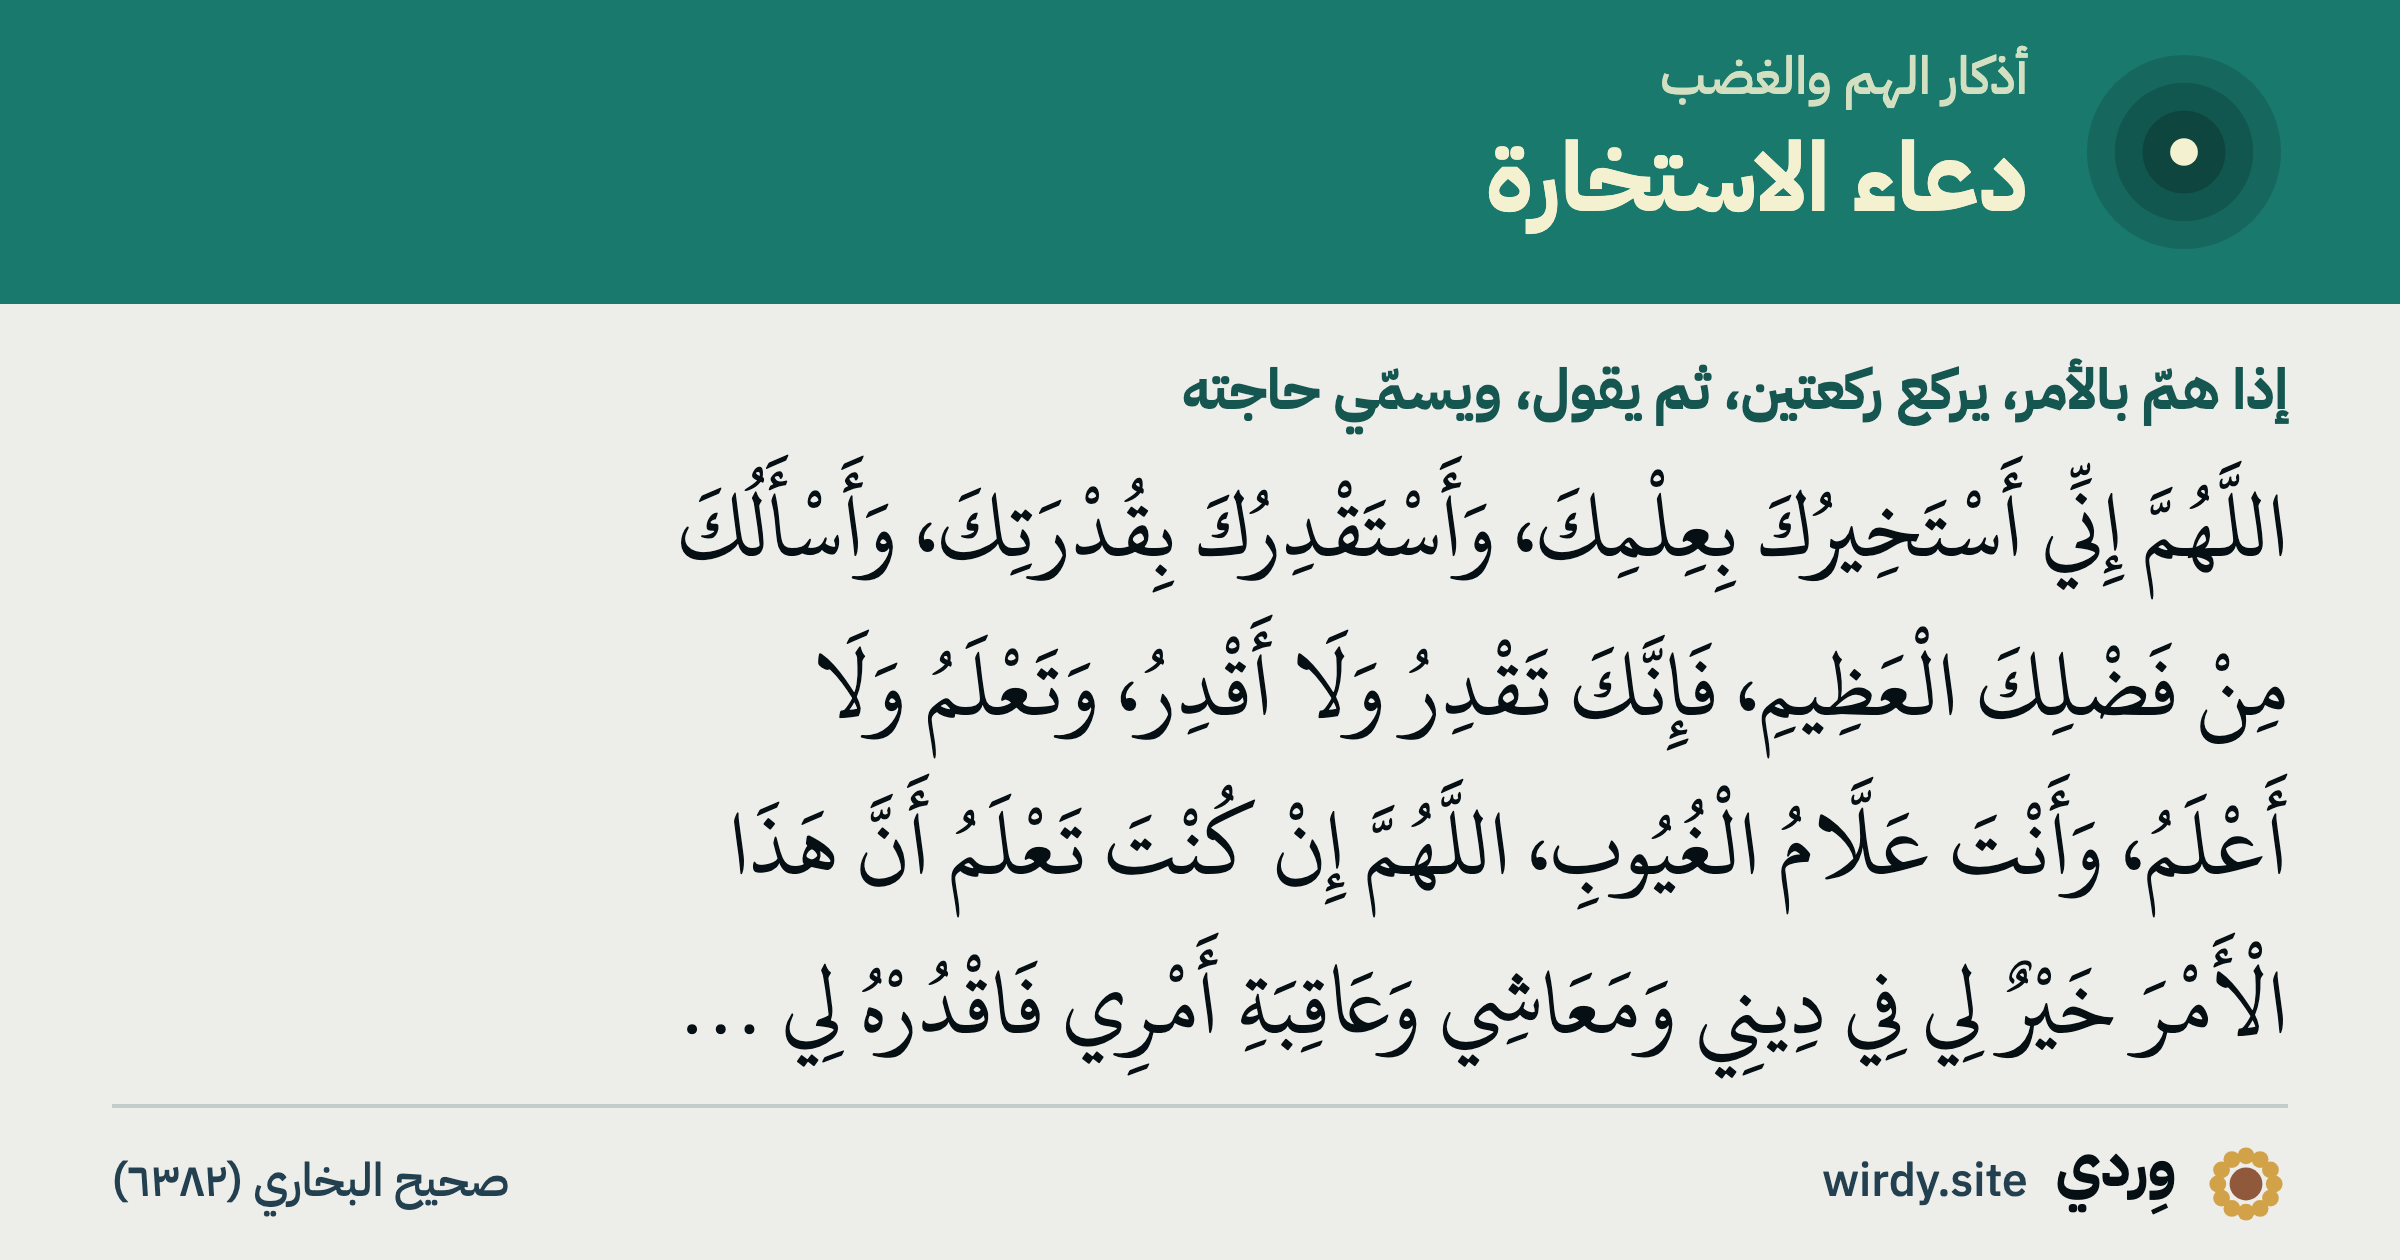 أذكار الهم والغضب
دعاء الاستخارة
إذا همّ بالأمر، يركع ركعتين، ثم يقول، ويسمّي حاجته
اللَّهُمَّ إِنِّي أَسْتَخِيرُكَ بِعِلْمِكَ، وَأَسْتَقْدِرُكَ بِقُدْرَتِكَ، وَأَسْأَلُكَ
مِنْ فَضْلِكَ الْعَظِيمِ، فَإِنَّكَ تَقْدِرُ وَلَا أَقْدِرُ، وَتَعْلَمُ وَلَا
أَعْلَمُ، وَأَنْتَ عَلَّامُ الْغُيُوبِ، اللَّهُمَّ إِنْ كُنْتَ تَعْلَمُ أَنَّ هَذَا
الْأَمْرَ خَيْرٌ لِي فِي دِينِي وَمَعَاشِي وَعَاقِبَةِ أَمْرِي فَاقْدُرْهُ لِي …
وِردي wirdy.site
صحيح البخاري (٦٣٨٢)